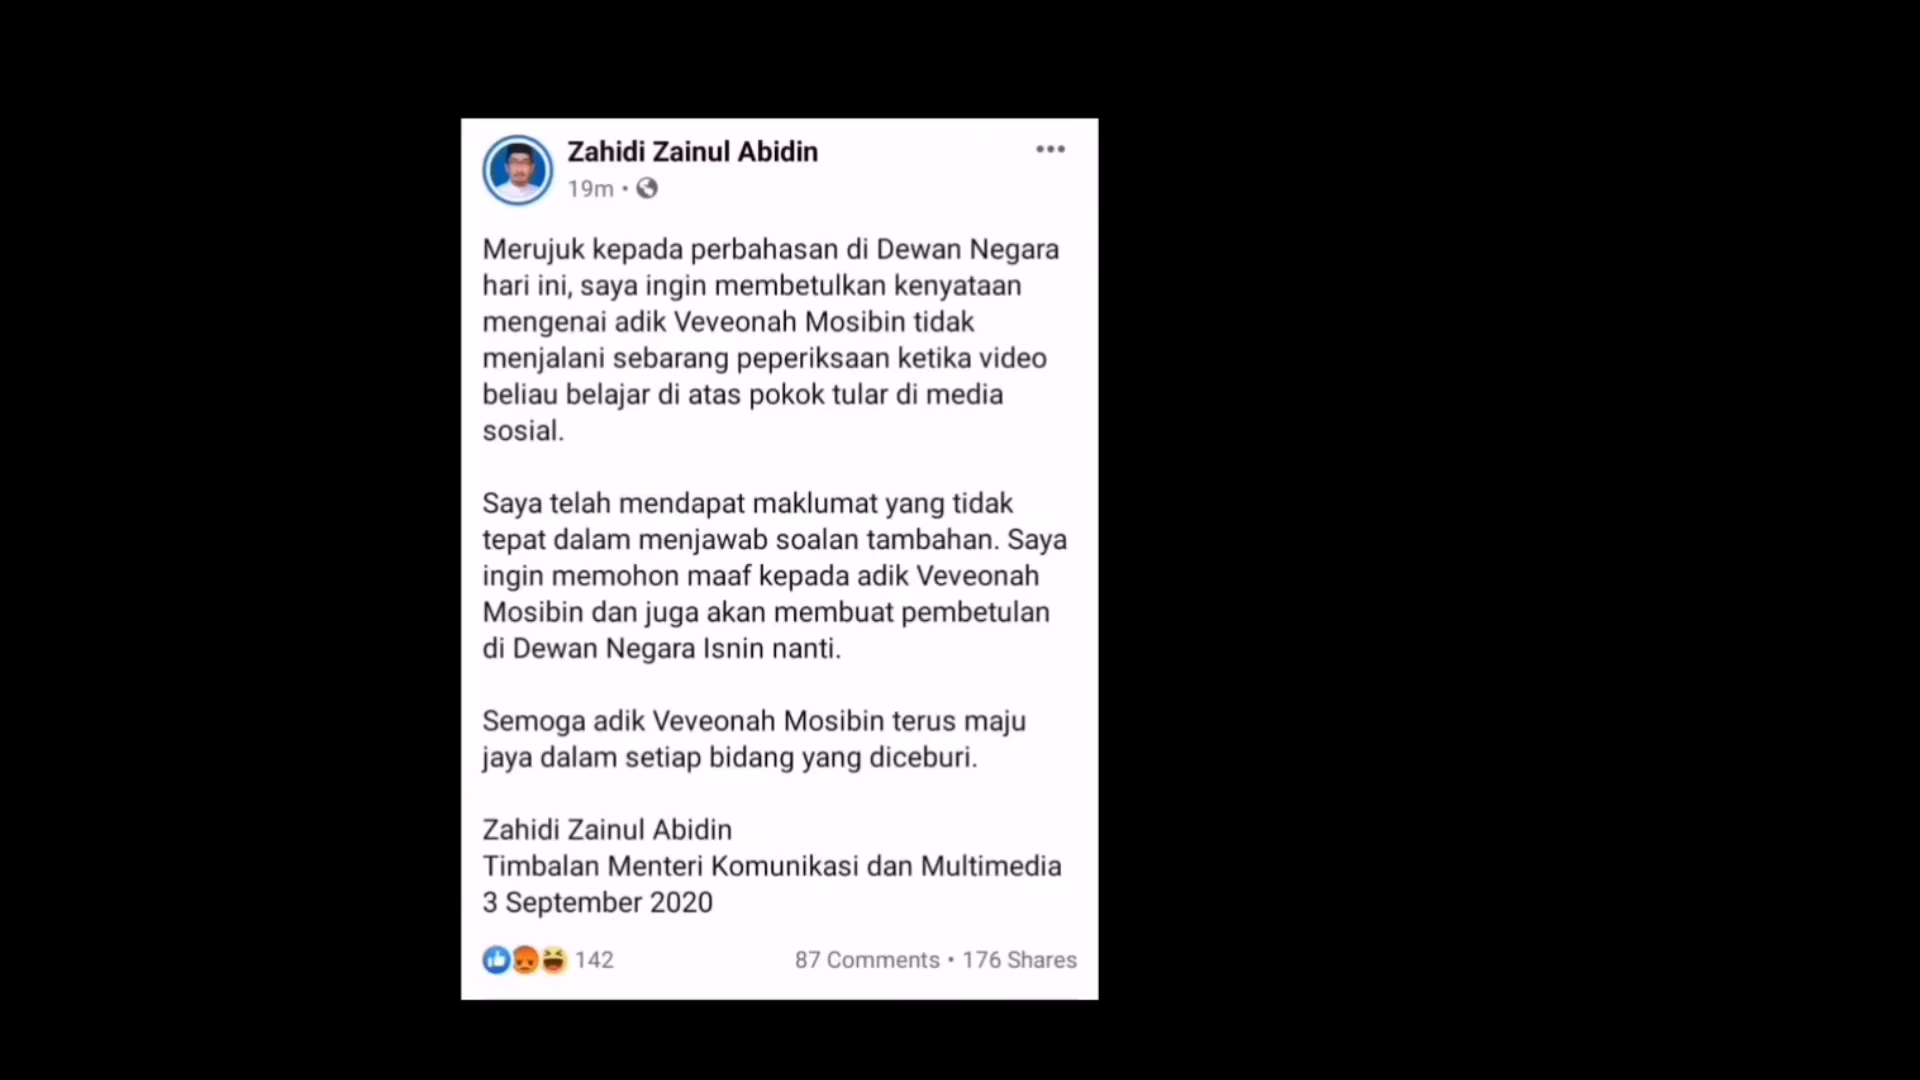 Zahidi Zainul Abidin
19m •
Merujuk kepada perbahasan di Dewan Negara
hari ini, saya ingin membetulkan kenyataan
mengenai adik Veveonah Mosibin tidak
menjalani sebarang peperiksaan ketika video
beliau belajar di atas pokok tular di media
sosial.
Saya telah mendapat maklumat yang tidak
tepat dalam menjawab soalan tambahan. Saya
ingin memohon maaf kepada adik Veveonah
Mosibin dan juga akan membuat pembetulan
di Dewan Negara Isnin nanti.
Semoga adik Veveonah Mosibin terus maju
jaya dalam setiap bidang yang diceburi.
Zahidi Zainul Abidin
Timbalan Menteri Komunikasi dan Multimedia
3 September 2020
142 87 Comments • 176 Shares